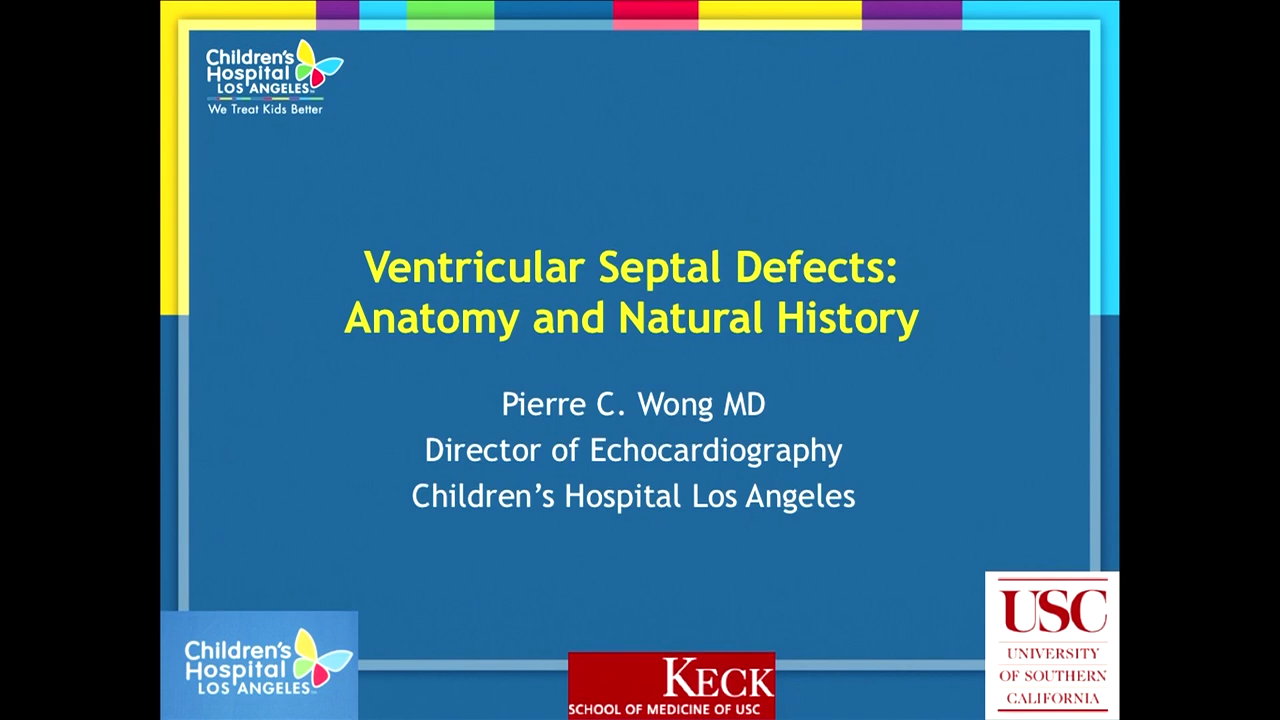 Children's
Hospital
LOS ANGELES
We Treat Kids Better
Ventricular Septal Defects:
Anatomy and Natural History
Pierre C. Wong MD
Director of Echocardiography
Children's Hospital Los Angeles
Children's
Hospital
LOS ANGELES
KECK
SCHOOL OF MEDICINE OF USC
USC
UNIVERSITY
OF SOUTHERN
CALIFORNIA